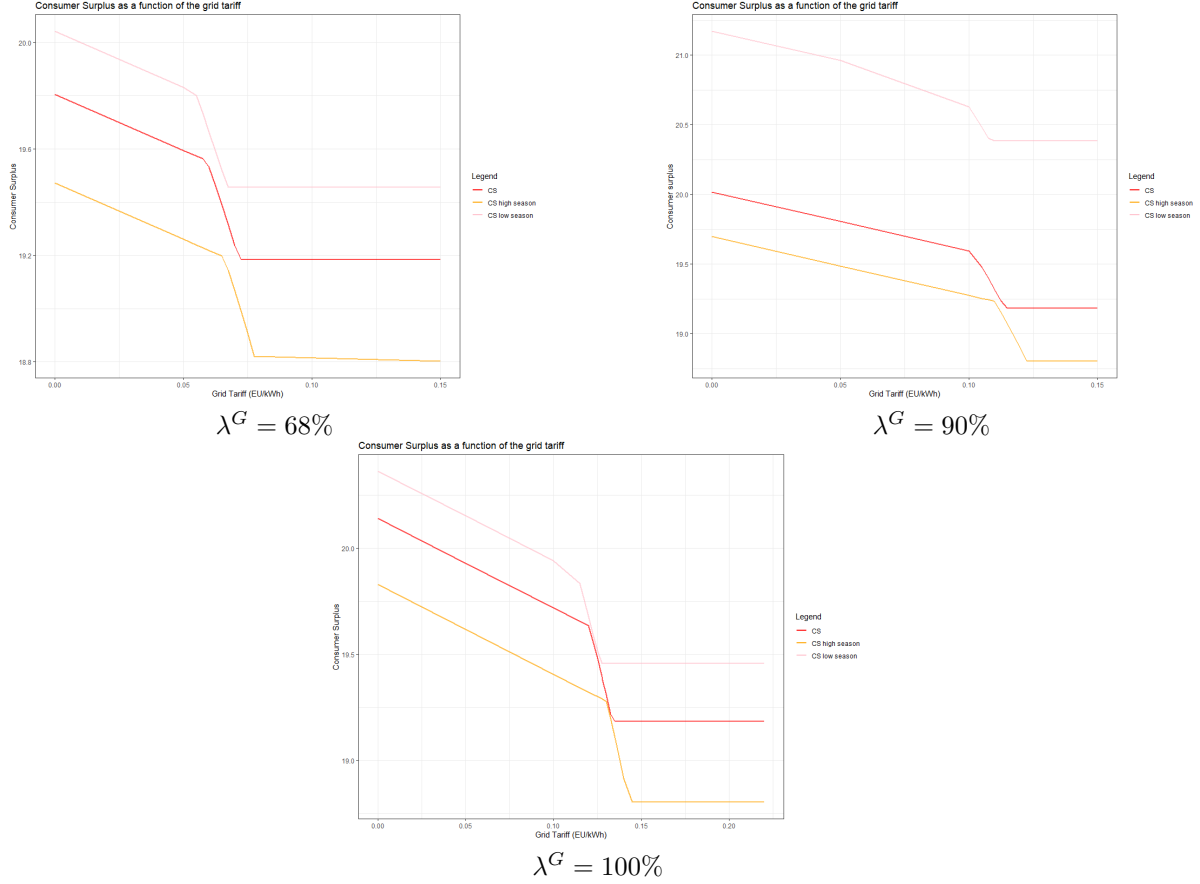 Consumer Surplus as a function of the grid tariff
20.0
19.6
19.2
18.8
Consumer Surplus
0.00 0.05 0.10 0.15
Grid Tariff (EU/kWh)
Legend
CS
CS high season
CS low season
λ^G = 68%
Consumer Surplus as a function of the grid tariff
21.0
20.5
20.0
19.5
19.0
Consumer surplus
0.00 0.05 0.10 0.15
Grid Tariff (EU/kWh)
Legend
CS
CS high season
CS low season
λ^G = 90%
Consumer Surplus as a function of the grid tariff
20.0
19.5
19.0
Consumer Surplus
0.00 0.05 0.10 0.15 0.20
Grid Tariff (EU/kWh)
Legend
CS
CS high season
CS low season
λ^G = 100%